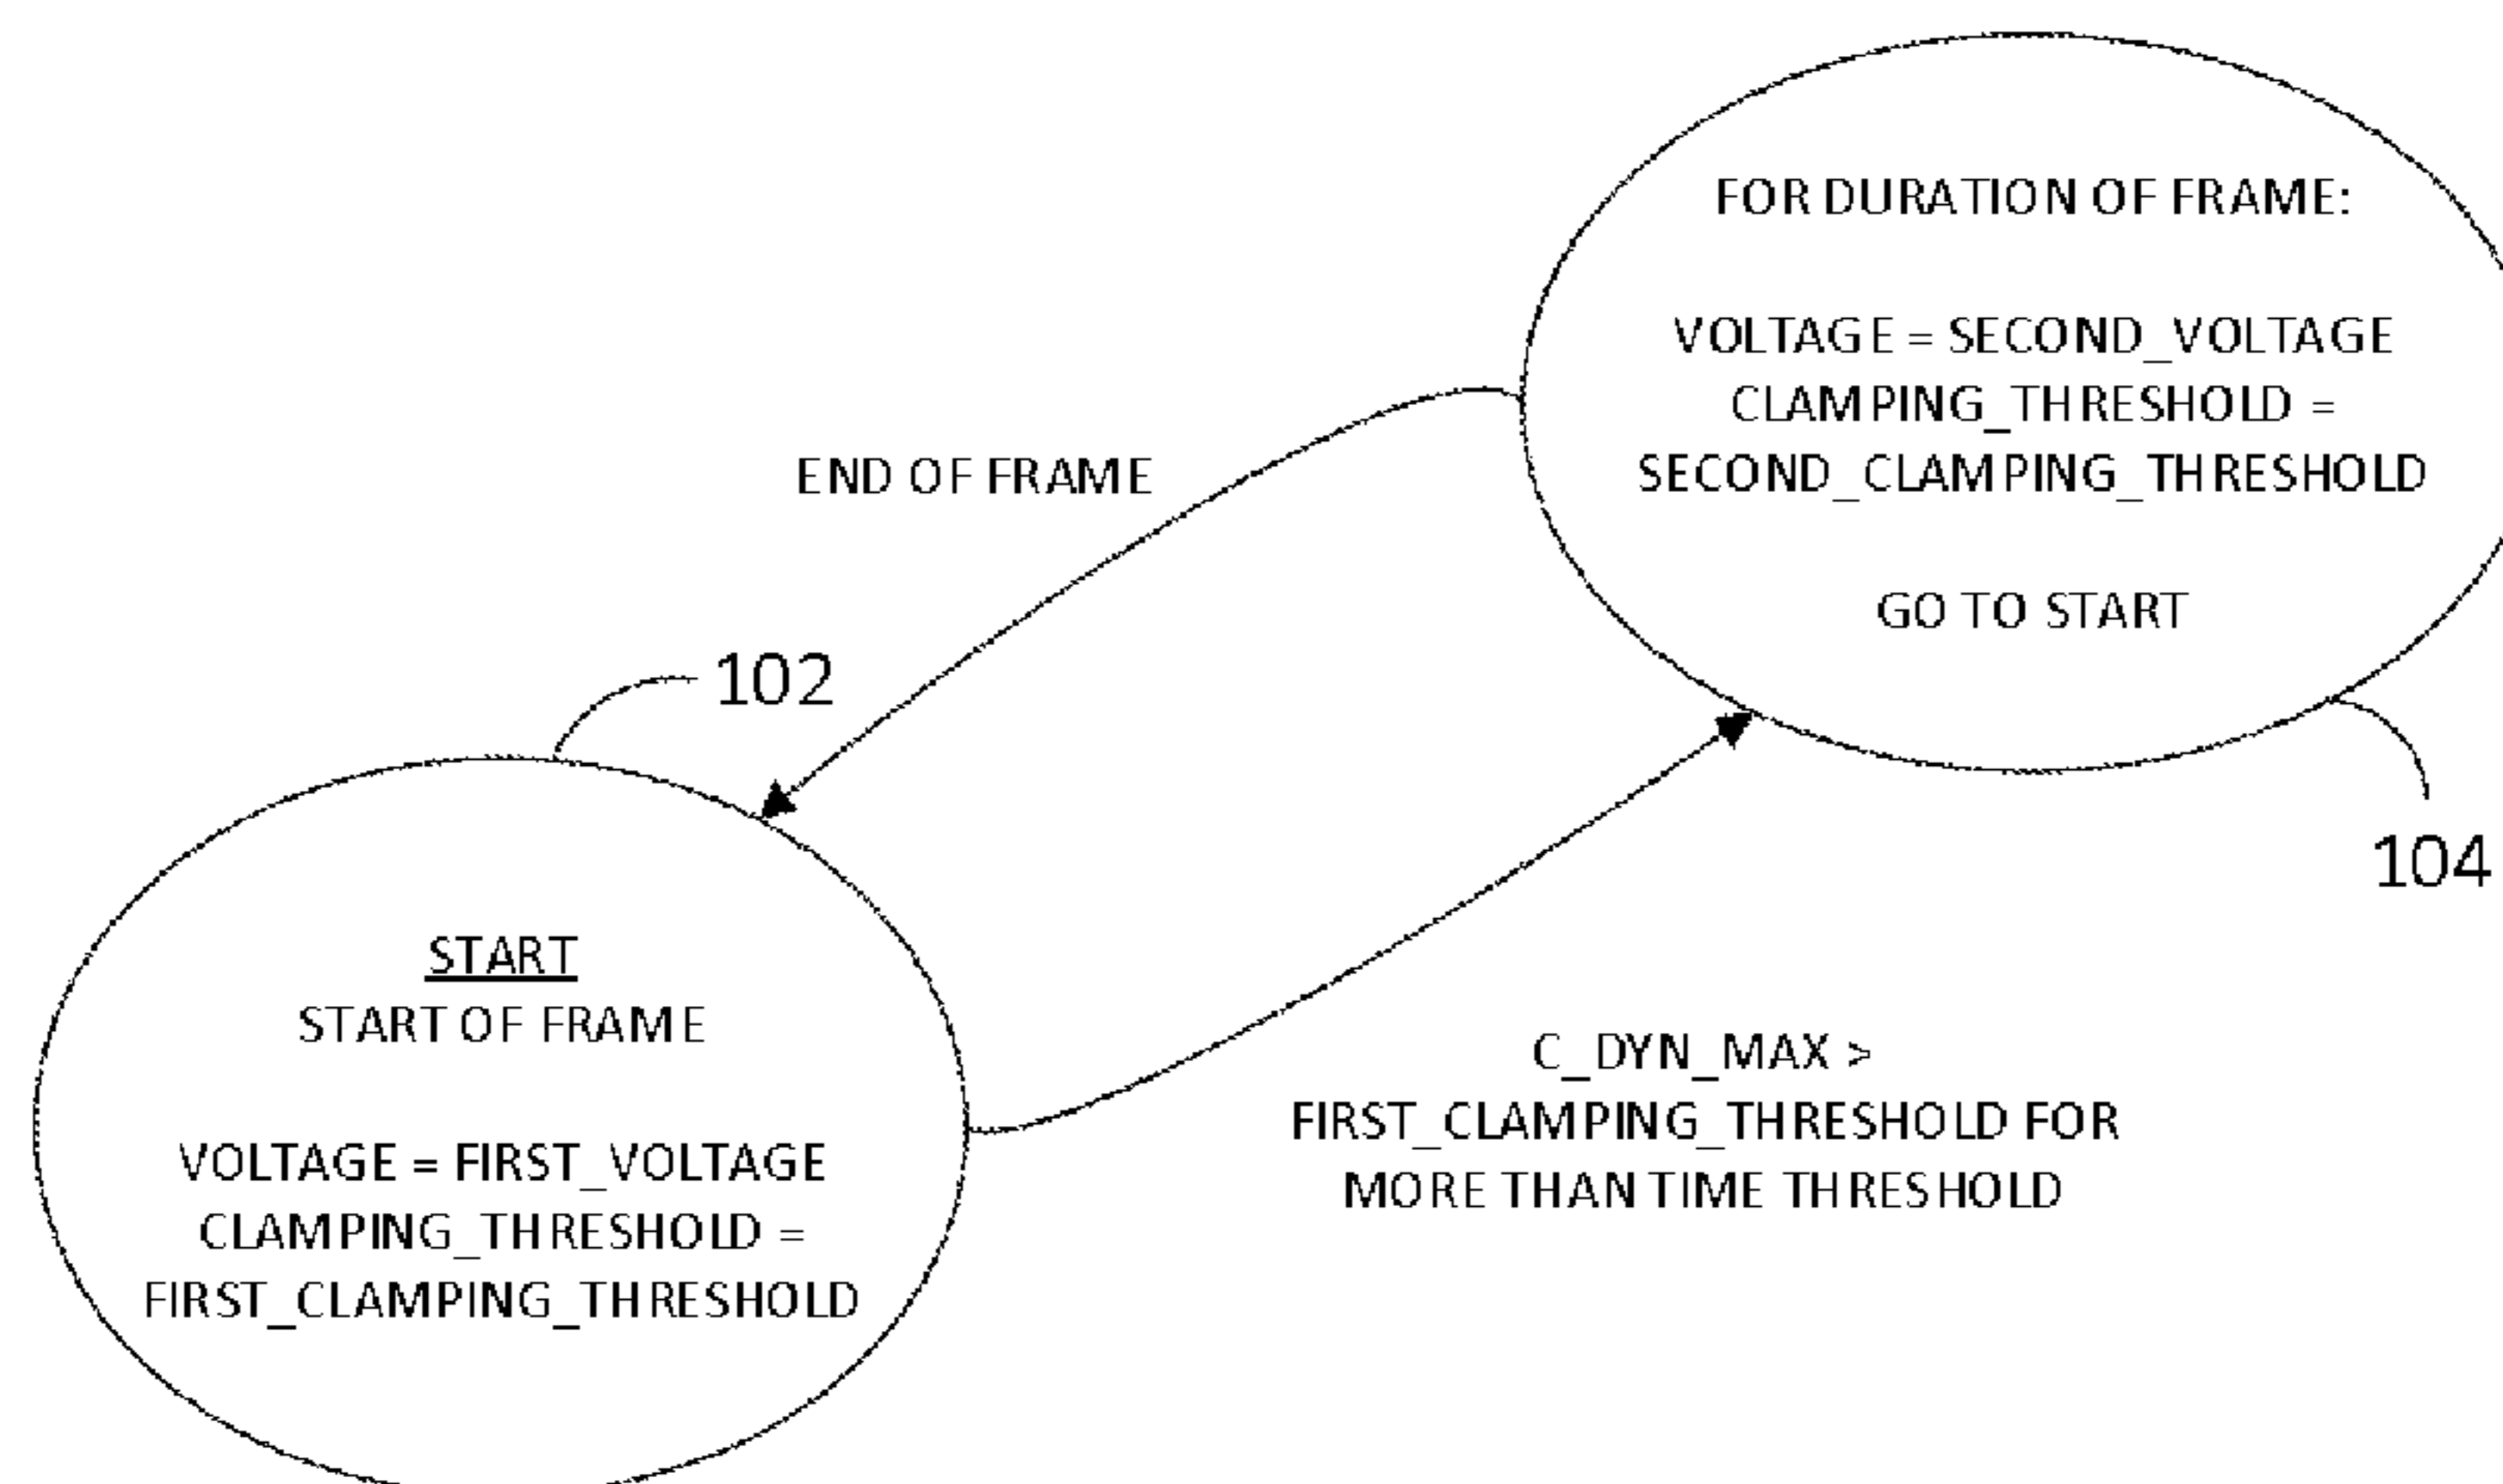 FOR DURATION OF FRAME:
VOLTAGE = SECOND_VOLTAGE
CLAMPING_THRESHOLD =
SECOND_CLAMPING_THRESHOLD
GO TO START
END OF FRAME
102
104
START
START OF FRAME
VOLTAGE = FIRST_VOLTAGE
CLAMPING_THRESHOLD =
FIRST_CLAMPING_THRESHOLD
C_DYN_MAX >
FIRST_CLAMPING_THRESHOLD FOR
MORE THAN TIME THRESHOLD